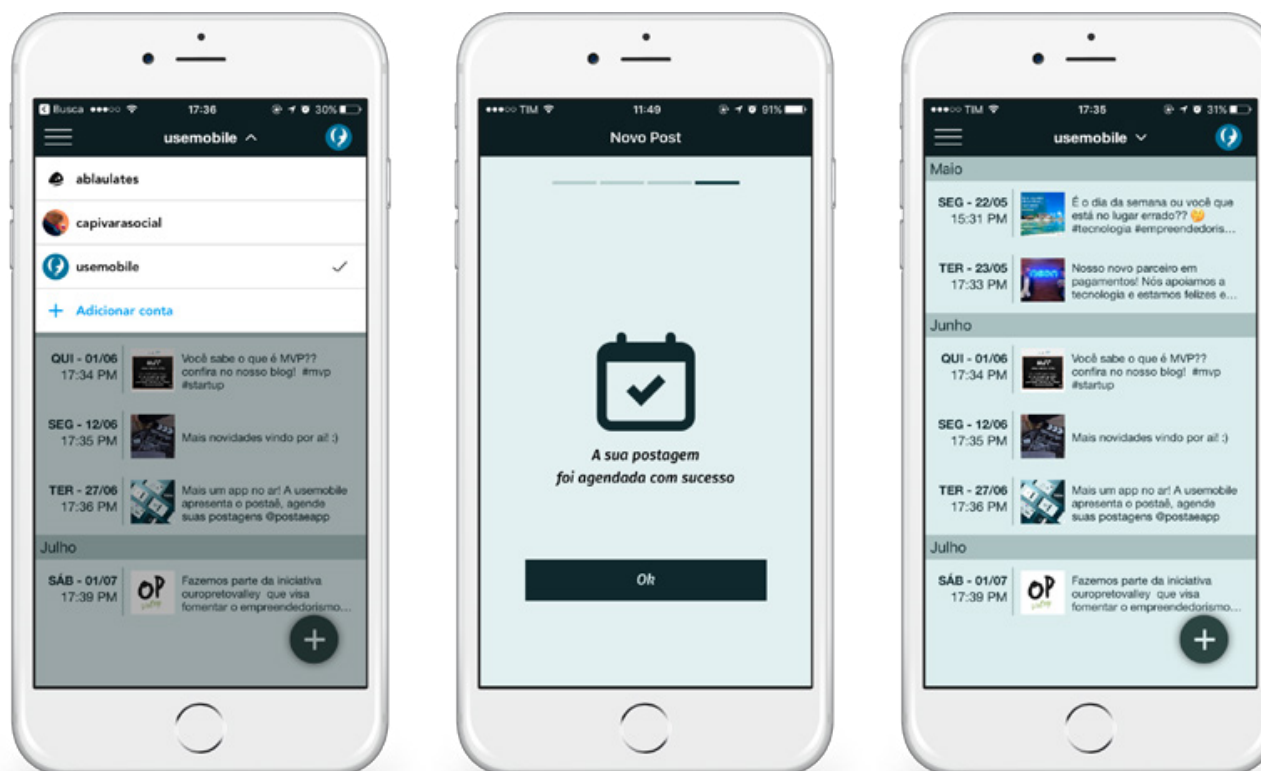 Busca
17:36
30%
usemobile
ablaulates
capivarasocial
usemobile
+ Adicionar conta
QUI - 01/06
17:34 PM
Você sabe o que é MVP??
confira no nosso blog! #mvp
#startup
SEG - 12/06
17:35 PM
Mais novidades vindo por aí! :)
TER - 27/06
17:36 PM
Mais um app no ar! A usemobile
apresenta o postaê, agende
suas postagens @postaeapp
Julho
SÁB - 01/07
17:39 PM
OP
Fazemos parte da iniciativa
ouropretovalley que visa
fomentar o empreendedorismo...
+
TIM
11:49
91%
Novo Post
A sua postagem
foi agendada com sucesso
Ok
TIM
17:35
31%
usemobile
Maio
SEG - 22/05
15:31 PM
É o dia da semana ou você que
está no lugar errado?? 🤔
#tecnologia #empreendedoris...
TER - 23/05
17:33 PM
neon
Nosso novo parceiro em
pagamentos! Nós apoiamos a
tecnologia e estamos felizes e...
Junho
QUI - 01/06
17:34 PM
Você sabe o que é MVP??
confira no nosso blog! #mvp
#startup
SEG - 12/06
17:35 PM
Mais novidades vindo por aí! :)
TER - 27/06
17:36 PM
Mais um app no ar! A usemobile
apresenta o postaê, agende
suas postagens @postaeapp
Julho
SÁB - 01/07
17:39 PM
OP
Fazemos parte da iniciativa
ouropretovalley que visa
fomentar o empreendedorismo...
+